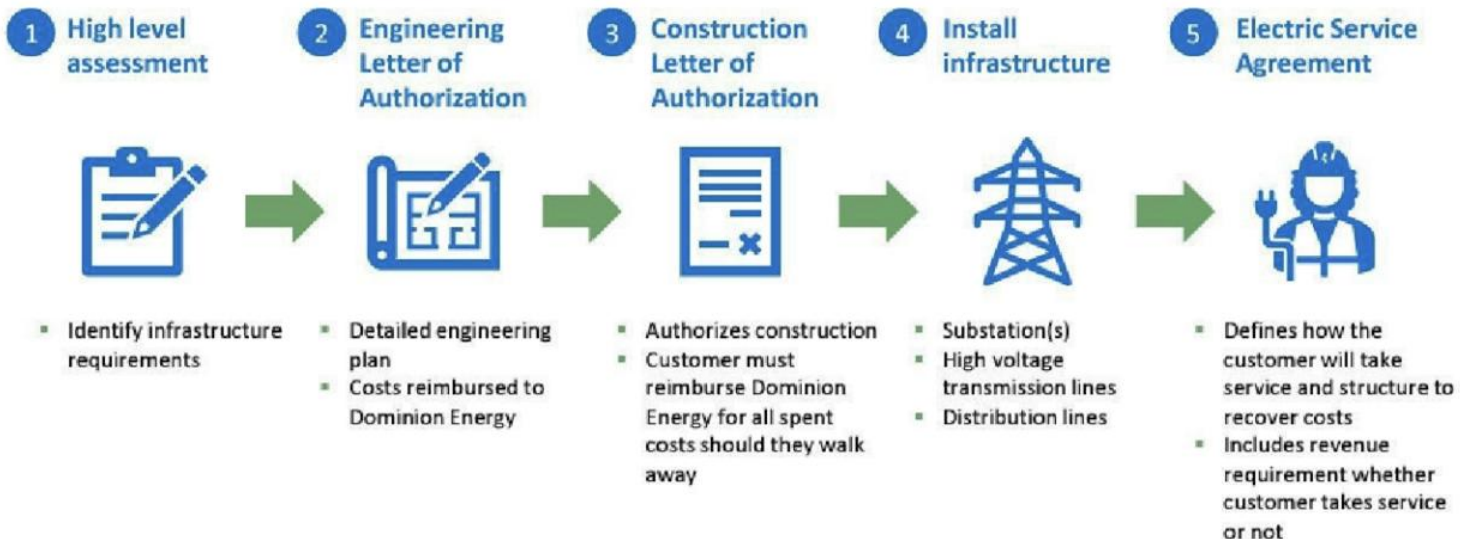 1
High level
assessment
2
Engineering
Letter of
Authorization
3
Construction
Letter of
Authorization
4
Install
infrastructure
5
Electric Service
Agreement
▪ Identify infrastructure
requirements
▪ Detailed engineering
plan
▪ Costs reimbursed to
Dominion Energy
▪ Authorizes construction
▪ Customer must
reimburse Dominion
Energy for all spent
costs should they walk
away
▪ Substation(s)
▪ High voltage
transmission lines
▪ Distribution lines
▪ Defines how the
customer will take
service and structure to
recover costs
▪ Includes revenue
requirement whether
customer takes service
or not